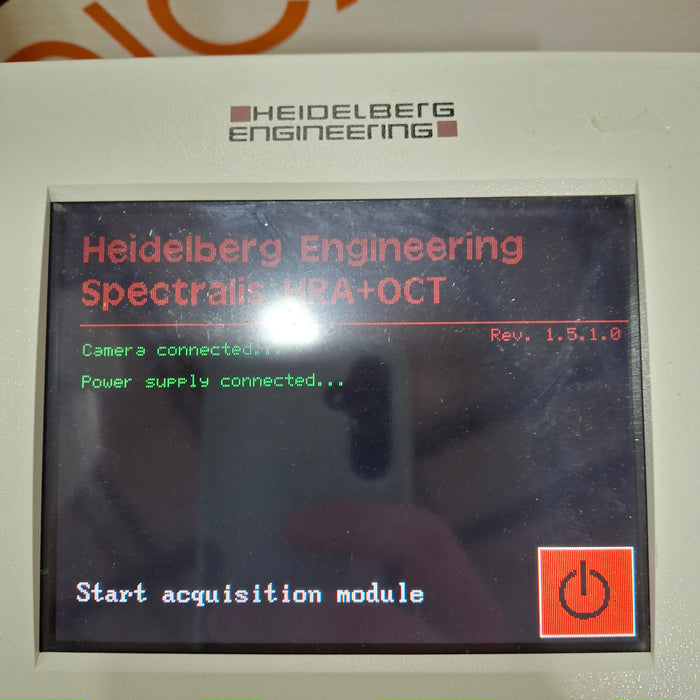 HEIDELBERG
ENGINEERING
Heidelberg Engineering
Spectralis HRA+OCT
Rev. 1.5.1.0
Camera connected...
Power supply connected...
Start acquisition module